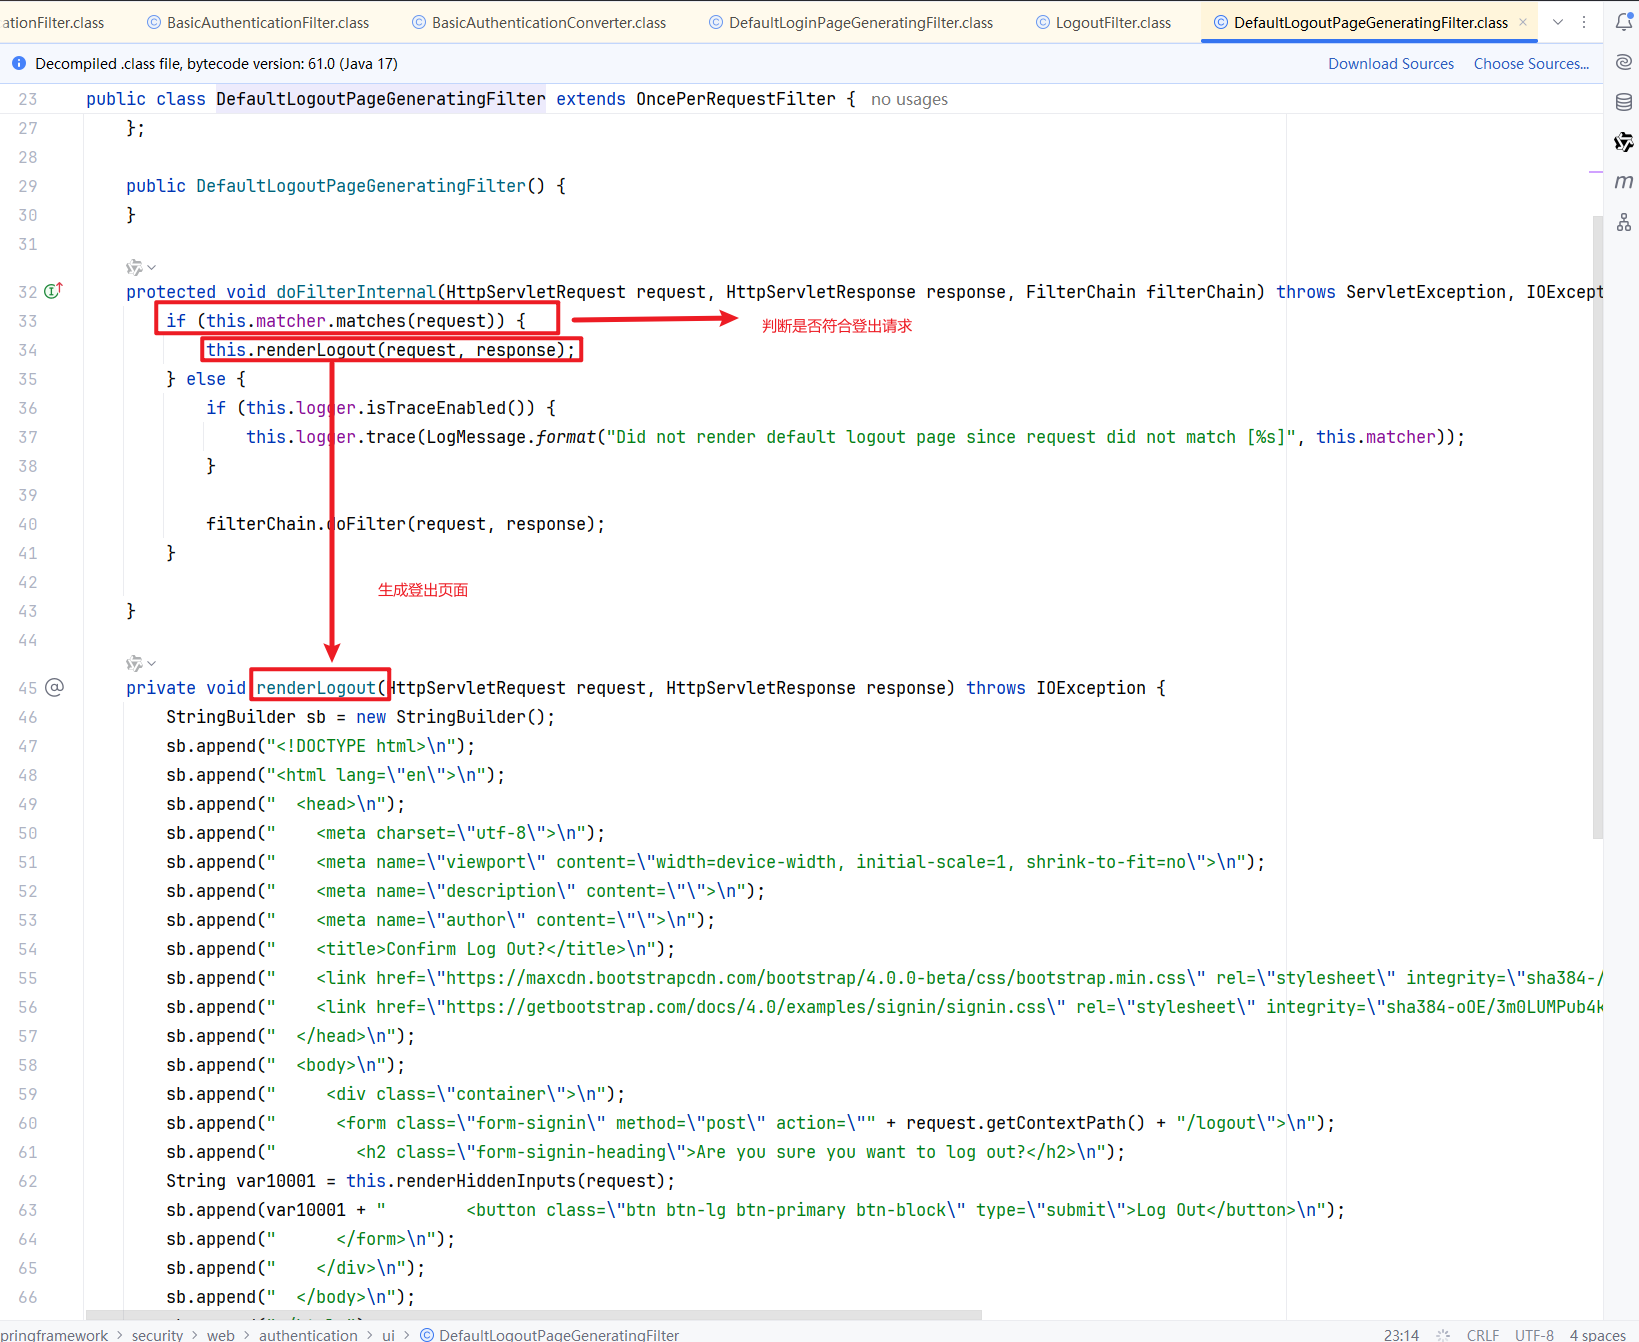 ationFilter.class
BasicAuthenticationFilter.class
BasicAuthenticationConverter.class
DefaultLoginPageGeneratingFilter.class
LogoutFilter.class
DefaultLogoutPageGeneratingFilter.class
Decompiled .class file, bytecode version: 61.0 (Java 17)
Download Sources
Choose Sources...
23 public class DefaultLogoutPageGeneratingFilter extends OncePerRequestFilter { no usages
27 };
28
29 public DefaultLogoutPageGeneratingFilter() {
30 }
31
32 protected void doFilterInternal(HttpServletRequest request, HttpServletResponse response, FilterChain filterChain) throws ServletException, IOExcept
33 if (this.matcher.matches(request)) {
判断是否符合登出请求
34 this.renderLogout(request, response);
35 } else {
36 if (this.logger.isTraceEnabled()) {
37 this.logger.trace(LogMessage.format("Did not render default logout page since request did not match [%s]", this.matcher));
38 }
39
40 filterChain.doFilter(request, response);
41 }
42
生成登出页面
43 }
44
45 private void renderLogout(HttpServletRequest request, HttpServletResponse response) throws IOException {
46 StringBuilder sb = new StringBuilder();
47 sb.append("<!DOCTYPE html>\n");
48 sb.append("<html lang=\"en\">\n");
49 sb.append("  <head>\n");
50 sb.append("    <meta charset=\"utf-8\">\n");
51 sb.append("    <meta name=\"viewport\" content=\"width=device-width, initial-scale=1, shrink-to-fit=no\">\n");
52 sb.append("    <meta name=\"description\" content=\"\">\n");
53 sb.append("    <meta name=\"author\" content=\"\">\n");
54 sb.append("    <title>Confirm Log Out?</title>\n");
55 sb.append("    <link href=\"https://maxcdn.bootstrapcdn.com/bootstrap/4.0.0-beta/css/bootstrap.min.css\" rel=\"stylesheet\" integrity=\"sha384-/
56 sb.append("    <link href=\"https://getbootstrap.com/docs/4.0/examples/signin/signin.css\" rel=\"stylesheet\" integrity=\"sha384-oOE/3m0LUMPub4k
57 sb.append("  </head>\n");
58 sb.append("  <body>\n");
59 sb.append("     <div class=\"container\">\n");
60 sb.append("      <form class=\"form-signin\" method=\"post\" action=\"" + request.getContextPath() + "/logout\">\n");
61 sb.append("        <h2 class=\"form-signin-heading\">Are you sure you want to log out?</h2>\n");
62 String var10001 = this.renderHiddenInputs(request);
63 sb.append(var10001 + "        <button class=\"btn btn-lg btn-primary btn-block\" type=\"submit\">Log Out</button>\n");
64 sb.append("      </form>\n");
65 sb.append("    </div>\n");
66 sb.append("  </body>\n");
pringframework > security > web > authentication > ui > DefaultLogoutPageGeneratingFilter
23:14
CRLF
UTF-8
4 spaces